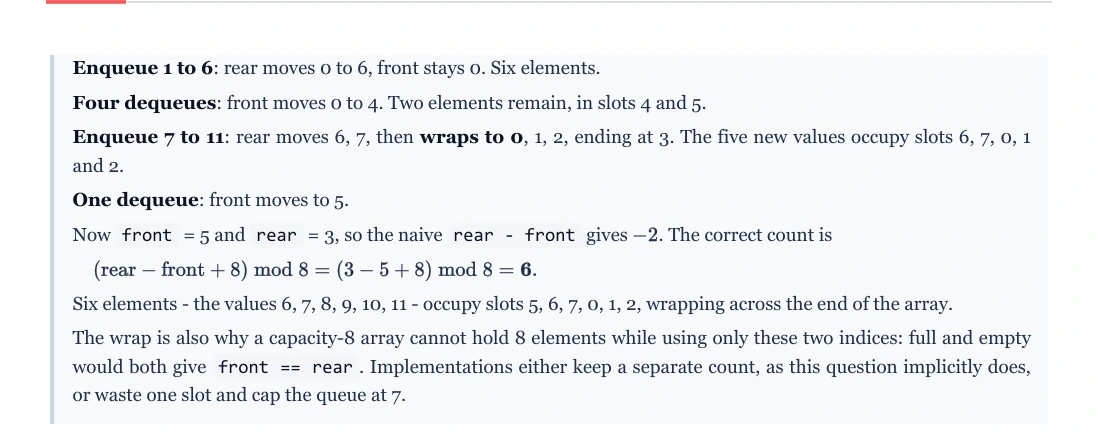 Enqueue 1 to 6: rear moves 0 to 6, front stays 0. Six elements.
Four dequeues: front moves 0 to 4. Two elements remain, in slots 4 and 5.
Enqueue 7 to 11: rear moves 6, 7, then wraps to 0, 1, 2, ending at 3. The five new values occupy slots 6, 7, 0, 1
and 2.
One dequeue: front moves to 5.
Now front = 5 and rear = 3, so the naive rear - front gives −2. The correct count is
(rear − front + 8) mod 8 = (3 − 5 + 8) mod 8 = 6.
Six elements - the values 6, 7, 8, 9, 10, 11 - occupy slots 5, 6, 7, 0, 1, 2, wrapping across the end of the array.
The wrap is also why a capacity-8 array cannot hold 8 elements while using only these two indices: full and empty
would both give front == rear . Implementations either keep a separate count, as this question implicitly does,
or waste one slot and cap the queue at 7.